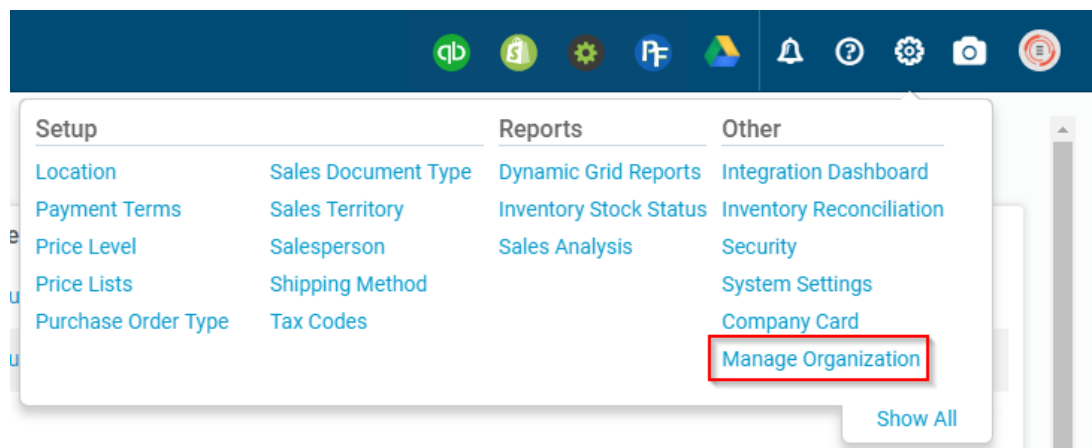 qb
S
PF
Setup
Location
Payment Terms
Price Level
Price Lists
Purchase Order Type
Sales Document Type
Sales Territory
Salesperson
Shipping Method
Tax Codes
Reports
Dynamic Grid Reports
Inventory Stock Status
Sales Analysis
Other
Integration Dashboard
Inventory Reconciliation
Security
System Settings
Company Card
Manage Organization
Show All